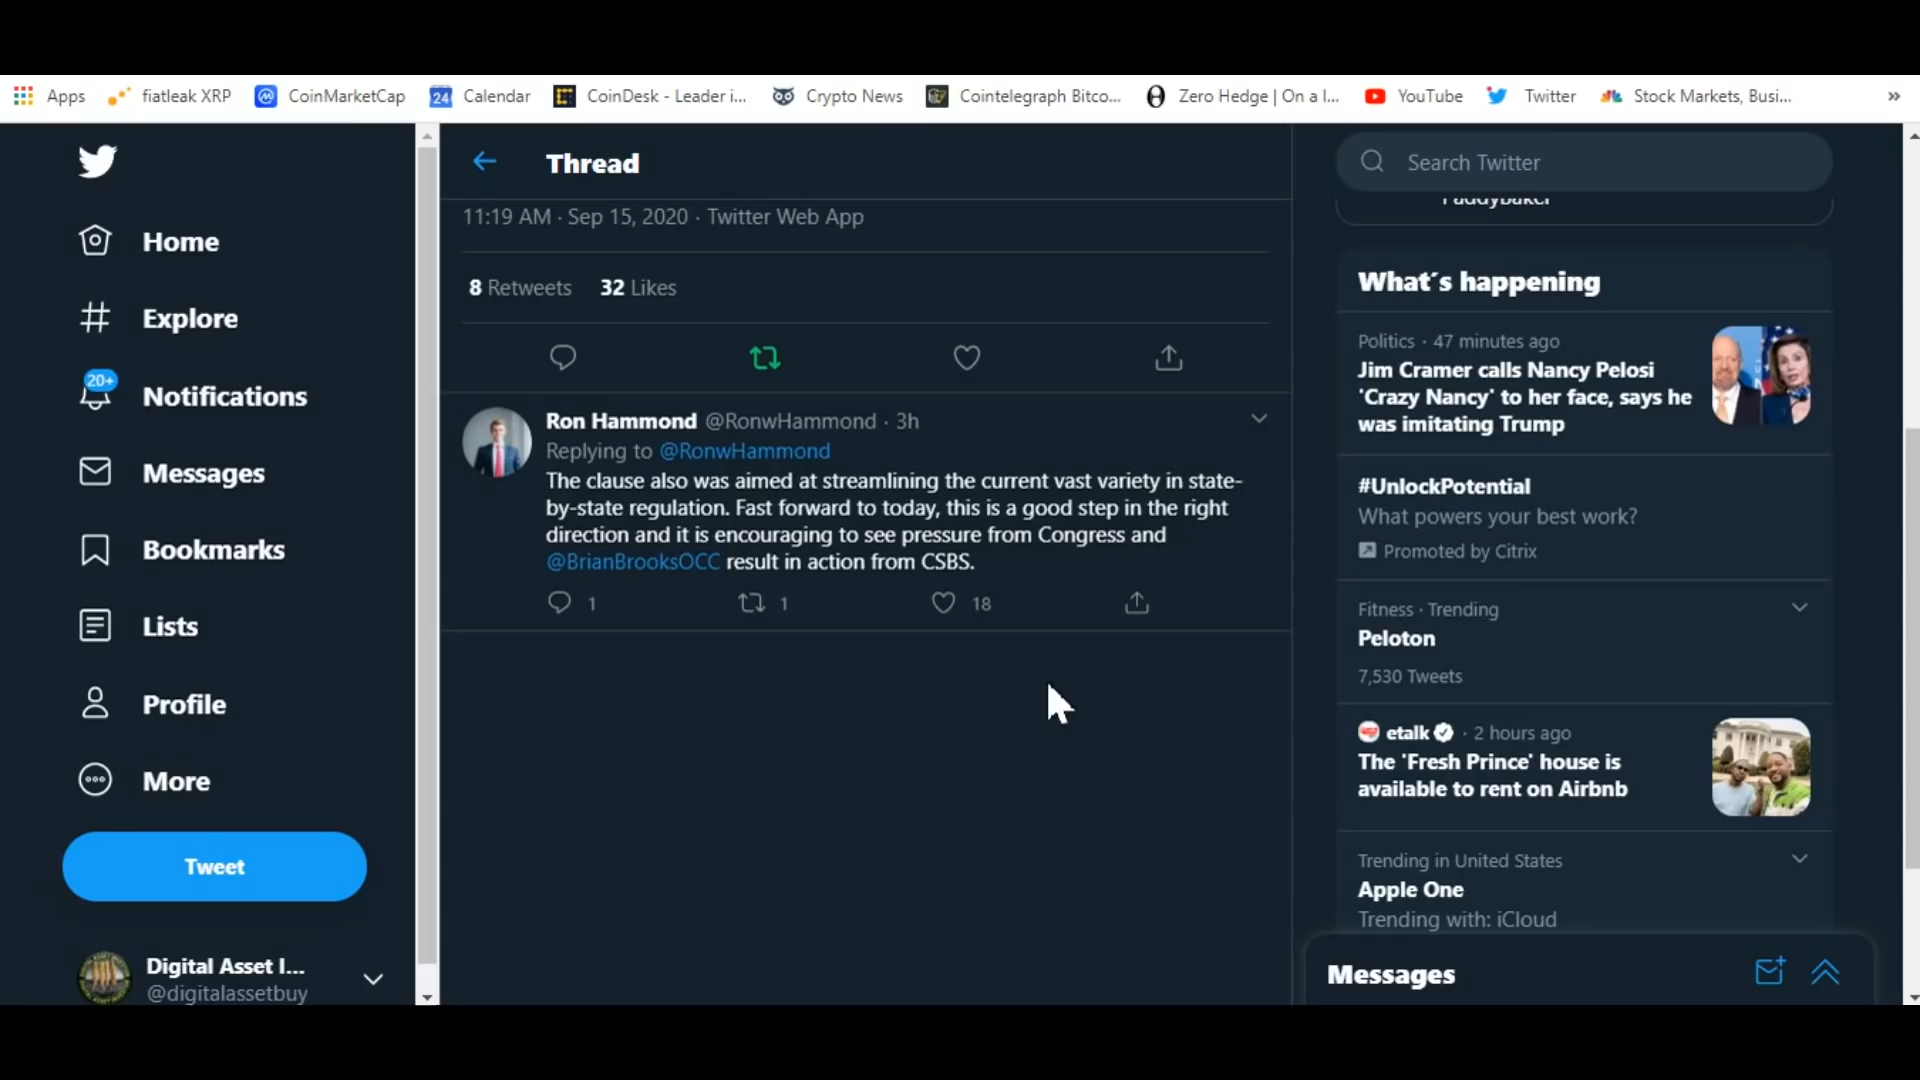 Apps
fiatleak XRP
CoinMarketCap
24
Calendar
CoinDesk - Leader i...
Crypto News
Cointelegraph Bitco...
Zero Hedge | On a l...
YouTube
Twitter
Stock Markets, Busi...
»
Home
Explore
20+
Notifications
Messages
Bookmarks
Lists
Profile
More
Tweet
Digital Asset I...
@digitalassetbuy
Thread
11:19 AM · Sep 15, 2020 · Twitter Web App
8 Retweets 32 Likes
Ron Hammond @RonwHammond · 3h
Replying to @RonwHammond
The clause also was aimed at streamlining the current vast variety in state-
by-state regulation. Fast forward to today, this is a good step in the right
direction and it is encouraging to see pressure from Congress and
@BrianBrooksOCC result in action from CSBS.
1 1 18
Search Twitter
What´s happening
Politics · 47 minutes ago
Jim Cramer calls Nancy Pelosi
'Crazy Nancy' to her face, says he
was imitating Trump
#UnlockPotential
What powers your best work?
Promoted by Citrix
Fitness · Trending
Peloton
7,530 Tweets
etalk · 2 hours ago
The 'Fresh Prince' house is
available to rent on Airbnb
Trending in United States
Apple One
Trending with: iCloud
Messages